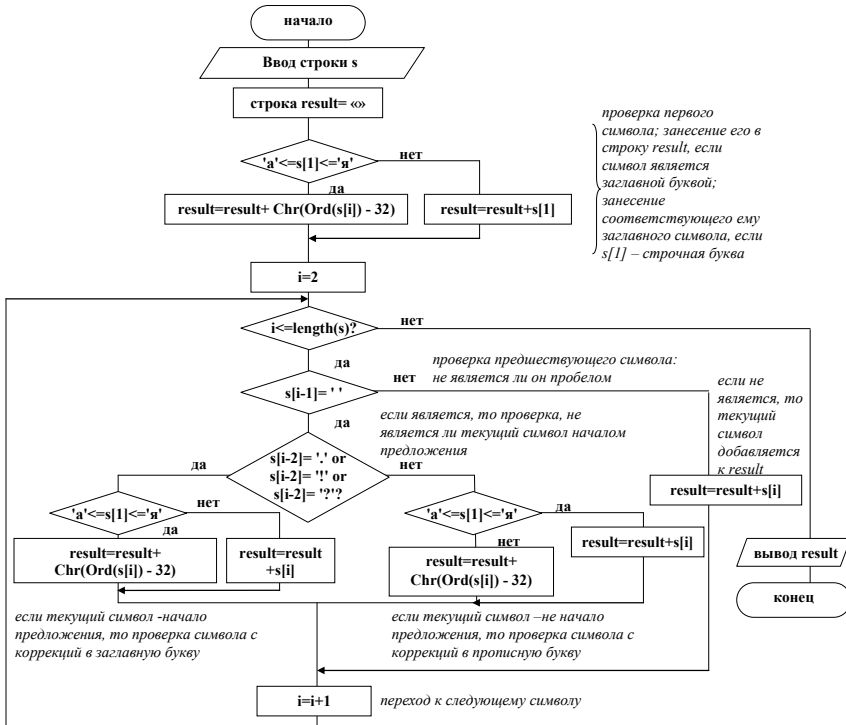 начало
Ввод строки s
строка result= «»
'а'<=s[1]<='я'
нет
да
result=result+ Chr(Ord(s[i]) - 32)
result=result+s[1]
проверка первого
символа; занесение его в
строку result, если
символ является
заглавной буквой;
занесение
соответствующего ему
заглавного символа, если
s[1] – строчная буква
i=2
i<=length(s)?
нет
да
s[i-1]= ' '
нет
проверка предшествующего символа:
не является ли он пробелом
если не
является, то
текущий
символ
добавляется
к result
result=result+s[i]
да
если является, то проверка, не
является ли текущий символ началом
предложения
s[i-2]= '.' or
s[i-2]= '!' or
s[i-2]= '?'?
да
нет
'а'<=s[1]<='я'
нет
да
result=result+
Chr(Ord(s[i]) - 32)
result=result
+s[i]
'а'<=s[1]<='я'
да
нет
result=result+
Chr(Ord(s[i]) - 32)
result=result+s[i]
вывод result
конец
если текущий символ -начало
предложения, то проверка символа с
коррекций в заглавную букву
если текущий символ –не начало
предложения, то проверка символа с
коррекций в прописную букву
i=i+1
переход к следующему символу